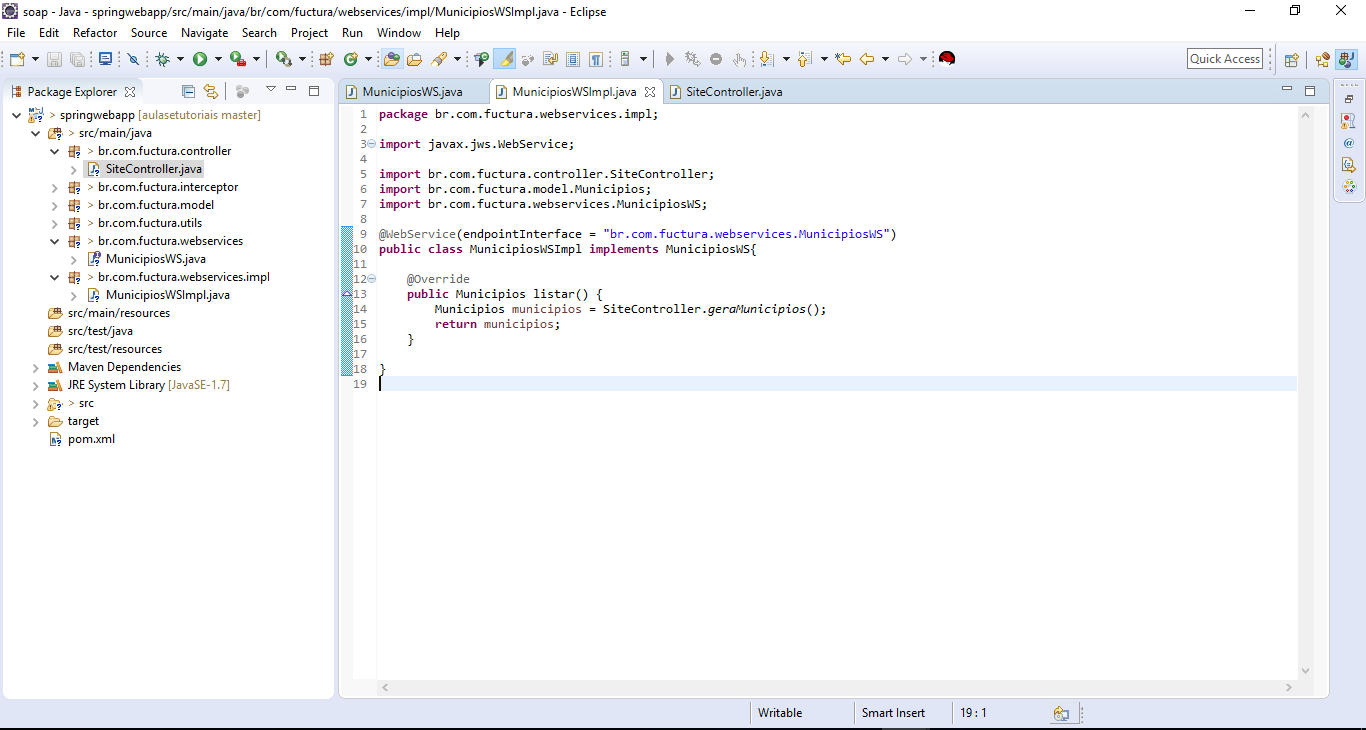 soap - Java - springwebapp/src/main/java/br/com/fuctura/webservices/impl/MunicipiosWSImpl.java - Eclipse
File Edit Refactor Source Navigate Search Project Run Window Help
Quick Access
Package Explorer
> springwebapp [aulasetutoriais master]
> src/main/java
> br.com.fuctura.controller
SiteController.java
> br.com.fuctura.interceptor
> br.com.fuctura.model
> br.com.fuctura.utils
> br.com.fuctura.webservices
MunicipiosWS.java
> br.com.fuctura.webservices.impl
MunicipiosWSImpl.java
src/main/resources
src/test/java
src/test/resources
Maven Dependencies
JRE System Library [JavaSE-1.7]
> src
target
pom.xml
MunicipiosWS.java MunicipiosWSImpl.java SiteController.java
1 package br.com.fuctura.webservices.impl;
2
3 import javax.jws.WebService;
4
5 import br.com.fuctura.controller.SiteController;
6 import br.com.fuctura.model.Municipios;
7 import br.com.fuctura.webservices.MunicipiosWS;
8
9 @WebService(endpointInterface = "br.com.fuctura.webservices.MunicipiosWS")
10 public class MunicipiosWSImpl implements MunicipiosWS{
11
12 @Override
13 public Municipios listar() {
14 Municipios municipios = SiteController.geraMunicipios();
15 return municipios;
16 }
17
18 }
19
Writable Smart Insert 19 : 1